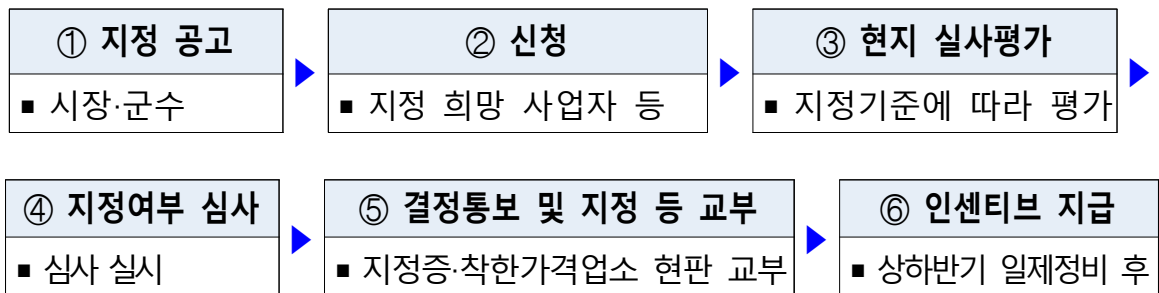 ① 지정 공고
■ 시장·군수
② 신청
■ 지정 희망 사업자 등
③ 현지 실사평가
■ 지정기준에 따라 평가
④ 지정여부 심사
■ 심사 실시
⑤ 결정통보 및 지정 등 교부
■ 지정증·착한가격업소 현판 교부
⑥ 인센티브 지급
■ 상하반기 일제정비 후